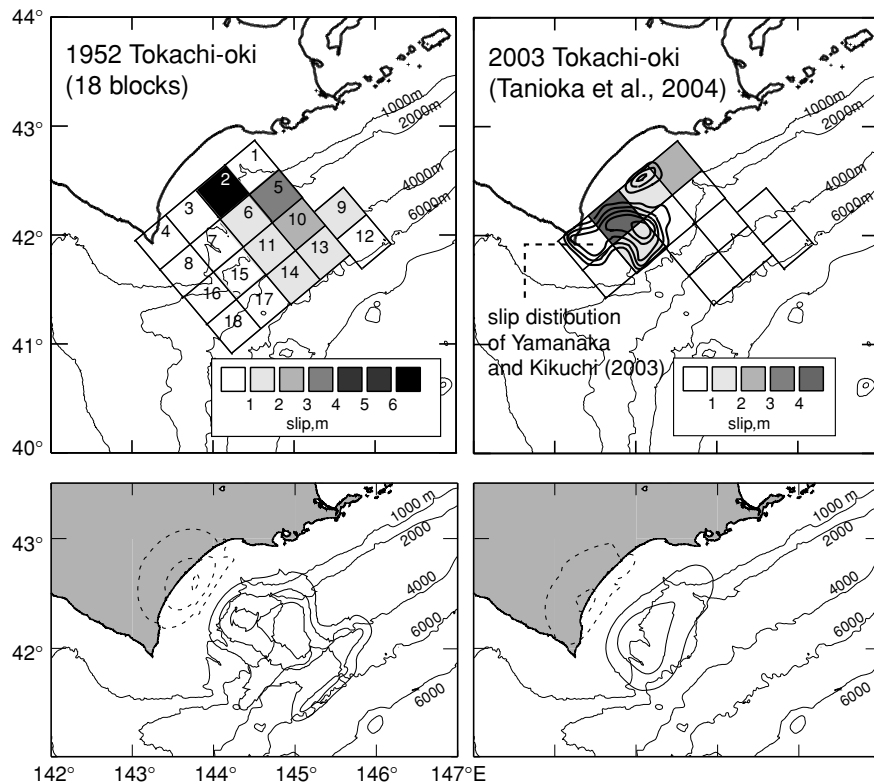 44°
43°
42°
41°
40°
1952 Tokachi-oki
(18 blocks)
1000m
2000m
4000m
6000m
1
2
3
4
5
6
7
8
9
10
11
12
13
14
15
16
17
18
1 2 3 4 5 6
slip,m
2003 Tokachi-oki
(Tanioka et al., 2004)
1000m
2000m
4000m
6000m
slip distibution
of Yamanaka
and Kikuchi (2003)
1 2 3 4
slip,m
43°
42°
1000 m
2000
4000
6000
6000
142° 143° 144° 145° 146° 147°
1000 m
2000
4000
6000
6000
147°E